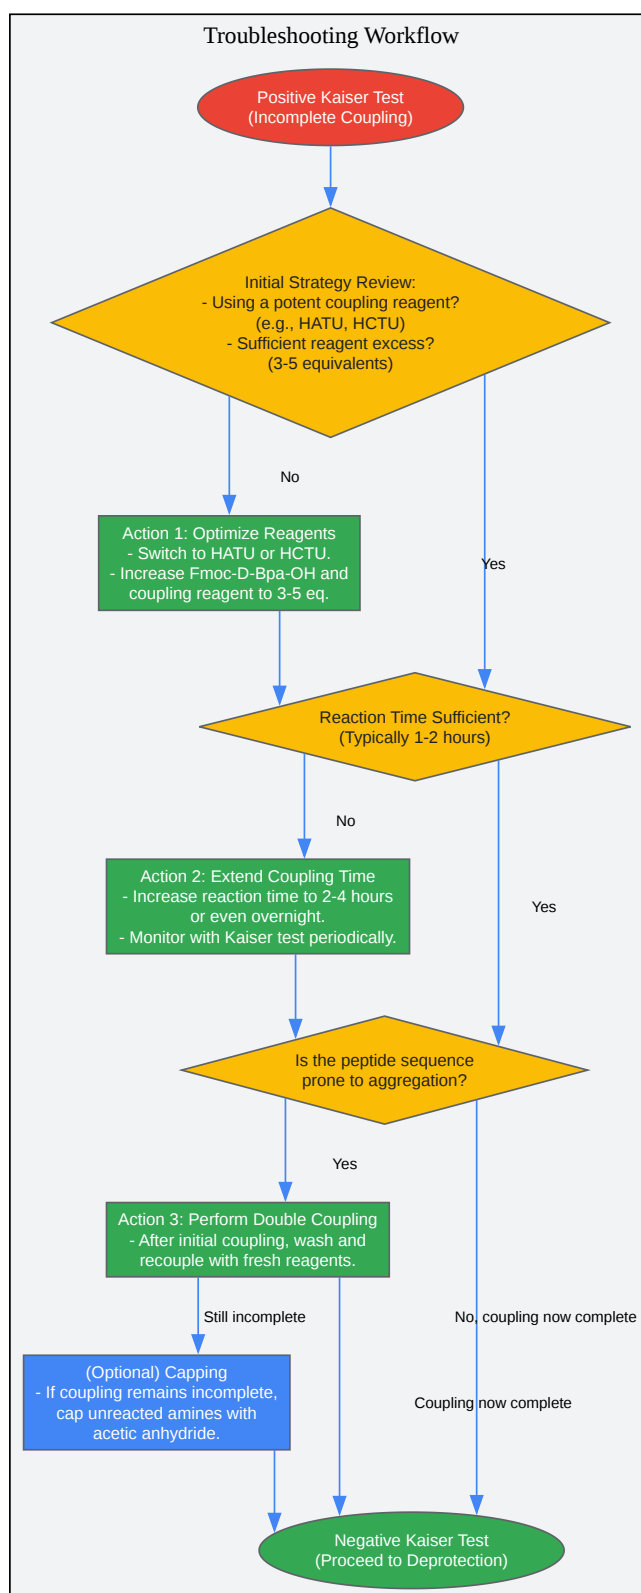 Troubleshooting Workflow
Positive Kaiser Test
(Incomplete Coupling)
Initial Strategy Review:
- Using a potent coupling reagent?
(e.g., HATU, HCTU)
- Sufficient reagent excess?
(3-5 equivalents)
No
Action 1: Optimize Reagents
- Switch to HATU or HCTU.
- Increase Fmoc-D-Bpa-OH and
coupling reagent to 3-5 eq.
Yes
Reaction Time Sufficient?
(Typically 1-2 hours)
No
Action 2: Extend Coupling Time
- Increase reaction time to 2-4 hours
or even overnight.
- Monitor with Kaiser test periodically.
Yes
Is the peptide sequence
prone to aggregation?
Yes
Action 3: Perform Double Coupling
- After initial coupling, wash and
recouple with fresh reagents.
Still incomplete
No, coupling now complete
(Optional) Capping
- If coupling remains incomplete,
cap unreacted amines with
acetic anhydride.
Coupling now complete
Negative Kaiser Test
(Proceed to Deprotection)